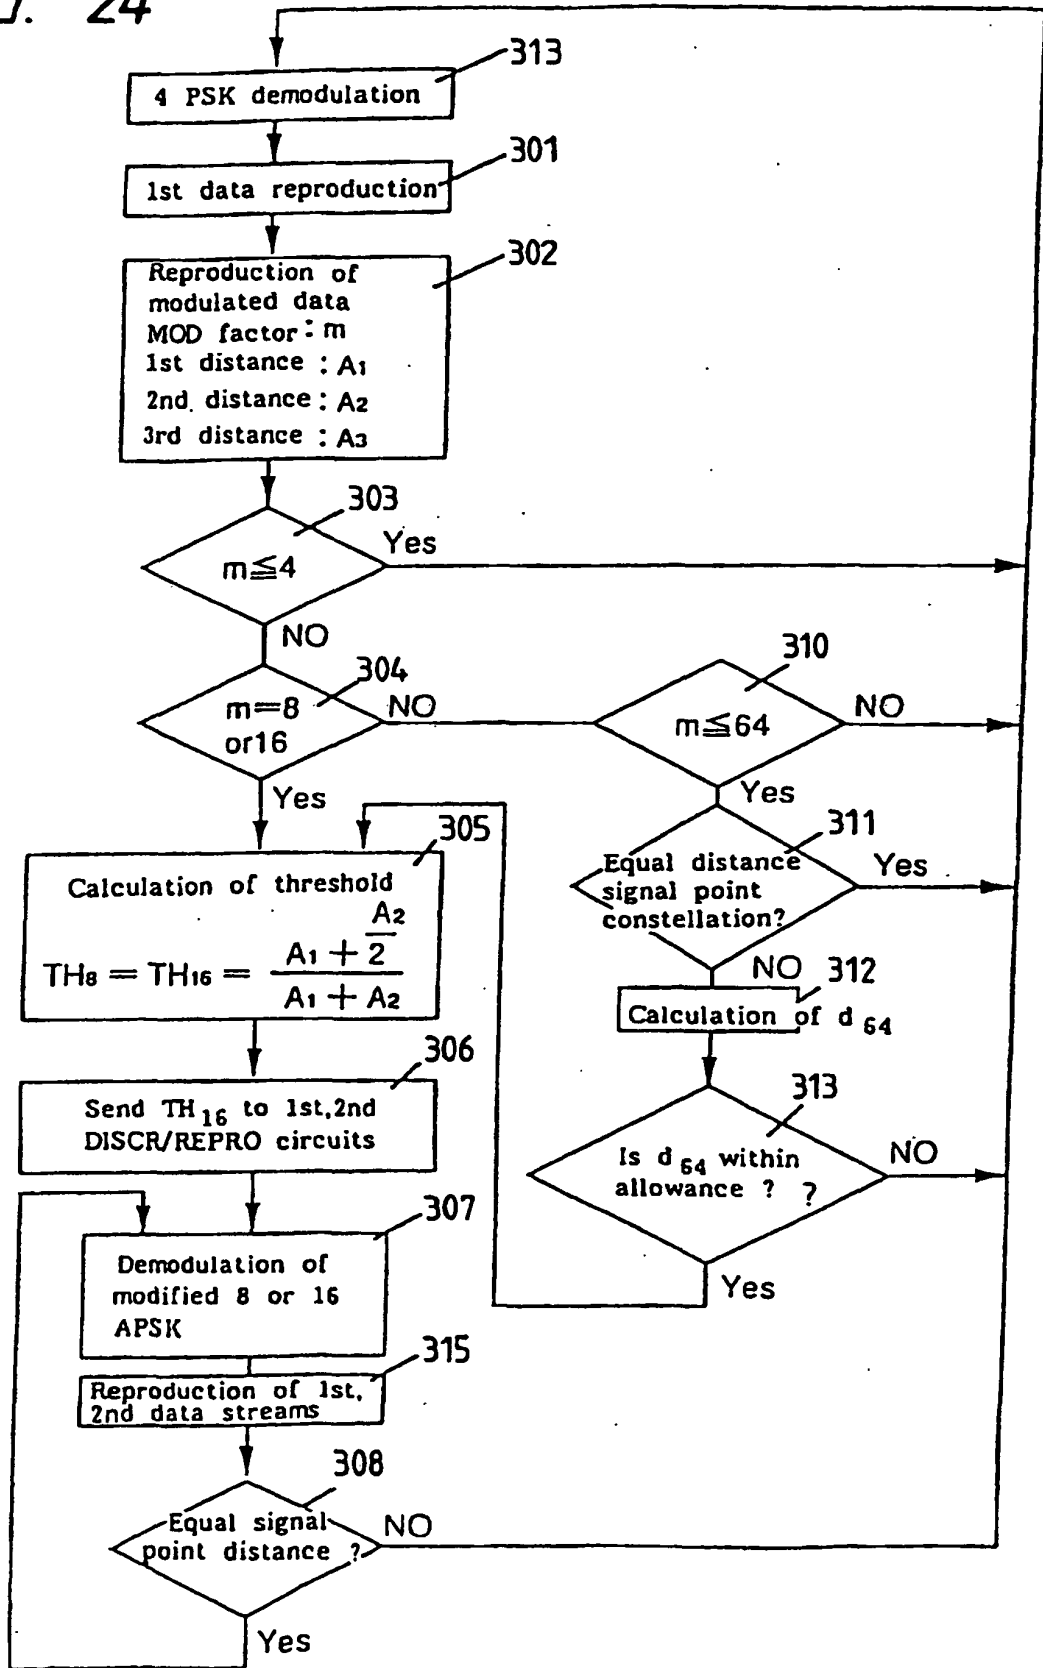 24
313
4 PSK demodulation
301
1st data reproduction
302
Reproduction of
modulated data
MOD factor : m
1st distance : A1
2nd. distance : A2
3rd distance : A3
303
m≦4
Yes
NO
304
m=8
or16
NO
Yes
310
m≦64
NO
Yes
311
Equal distance
signal point
constellation?
Yes
NO
312
Calculation of d 64
313
Is d 64 within
allowance ? ?
NO
Yes
305
Calculation of threshold
TH8 = TH16 = (A1 + A2/2) / (A1 + A2)
306
Send TH16 to 1st,2nd
DISCR/REPRO circuits
307
Demodulation of
modified 8 or 16
APSK
315
Reproduction of 1st,
2nd data streams
308
Equal signal
point distance ?
NO
Yes